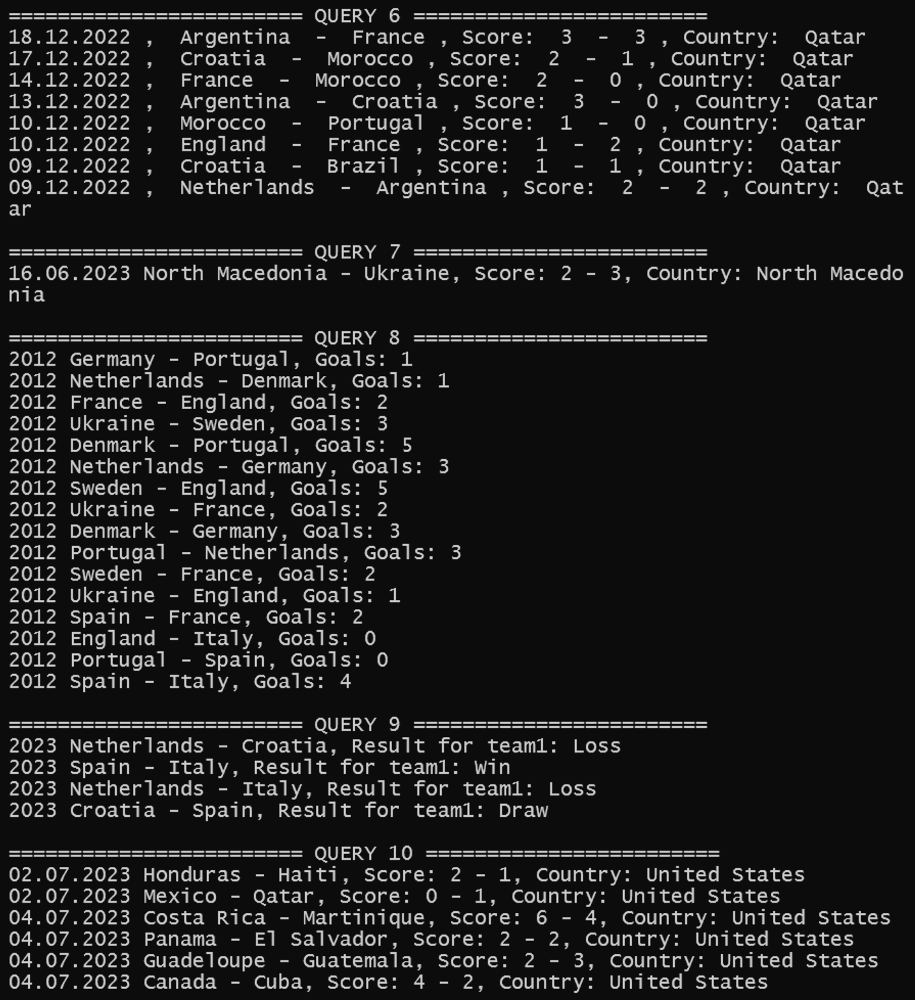 ======================== QUERY 6 ========================
18.12.2022 ,  Argentina  -  France , Score:  3  -  3 , Country:  Qatar
17.12.2022 ,  Croatia  -  Morocco , Score:  2  -  1 , Country:  Qatar
14.12.2022 ,  France  -  Morocco , Score:  2  -  0 , Country:  Qatar
13.12.2022 ,  Argentina  -  Croatia , Score:  3  -  0 , Country:  Qatar
10.12.2022 ,  Morocco  -  Portugal , Score:  1  -  0 , Country:  Qatar
10.12.2022 ,  England  -  France , Score:  1  -  2 , Country:  Qatar
09.12.2022 ,  Croatia  -  Brazil , Score:  1  -  1 , Country:  Qatar
09.12.2022 ,  Netherlands  -  Argentina , Score:  2  -  2 , Country:  Qat
ar

======================== QUERY 7 ========================
16.06.2023 North Macedonia - Ukraine, Score: 2 - 3, Country: North Macedo
nia

======================== QUERY 8 ========================
2012 Germany - Portugal, Goals: 1
2012 Netherlands - Denmark, Goals: 1
2012 France - England, Goals: 2
2012 Ukraine - Sweden, Goals: 3
2012 Denmark - Portugal, Goals: 5
2012 Netherlands - Germany, Goals: 3
2012 Sweden - England, Goals: 5
2012 Ukraine - France, Goals: 2
2012 Denmark - Germany, Goals: 3
2012 Portugal - Netherlands, Goals: 3
2012 Sweden - France, Goals: 2
2012 Ukraine - England, Goals: 1
2012 Spain - France, Goals: 2
2012 England - Italy, Goals: 0
2012 Portugal - Spain, Goals: 0
2012 Spain - Italy, Goals: 4

======================== QUERY 9 ========================
2023 Netherlands - Croatia, Result for team1: Loss
2023 Spain - Italy, Result for team1: Win
2023 Netherlands - Italy, Result for team1: Loss
2023 Croatia - Spain, Result for team1: Draw

======================== QUERY 10 ========================
02.07.2023 Honduras - Haiti, Score: 2 - 1, Country: United States
02.07.2023 Mexico - Qatar, Score: 0 - 1, Country: United States
04.07.2023 Costa Rica - Martinique, Score: 6 - 4, Country: United States
04.07.2023 Panama - El Salvador, Score: 2 - 2, Country: United States
04.07.2023 Guadeloupe - Guatemala, Score: 2 - 3, Country: United States
04.07.2023 Canada - Cuba, Score: 4 - 2, Country: United States